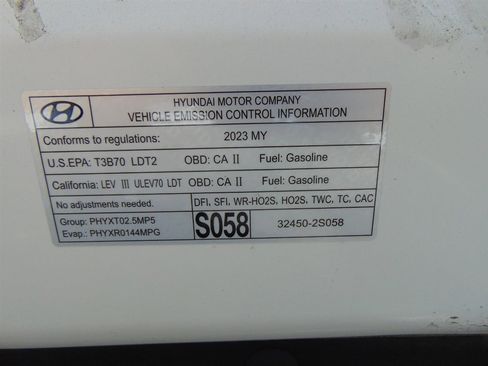 HYUNDAI MOTOR COMPANY
VEHICLE EMISSION CONTROL INFORMATION
Conforms to regulations: 2023 MY
U.S.EPA: T3B70 LDT2 OBD: CA II Fuel: Gasoline
California: LEV III ULEV70 LDT OBD: CA II Fuel: Gasoline
No adjustments needed. DFI, SFI, WR-HO2S, HO2S, TWC, TC, CAC
Group: PHYXT02.5MP5
Evap.: PHYXR0144MPG
S058 32450-2S058